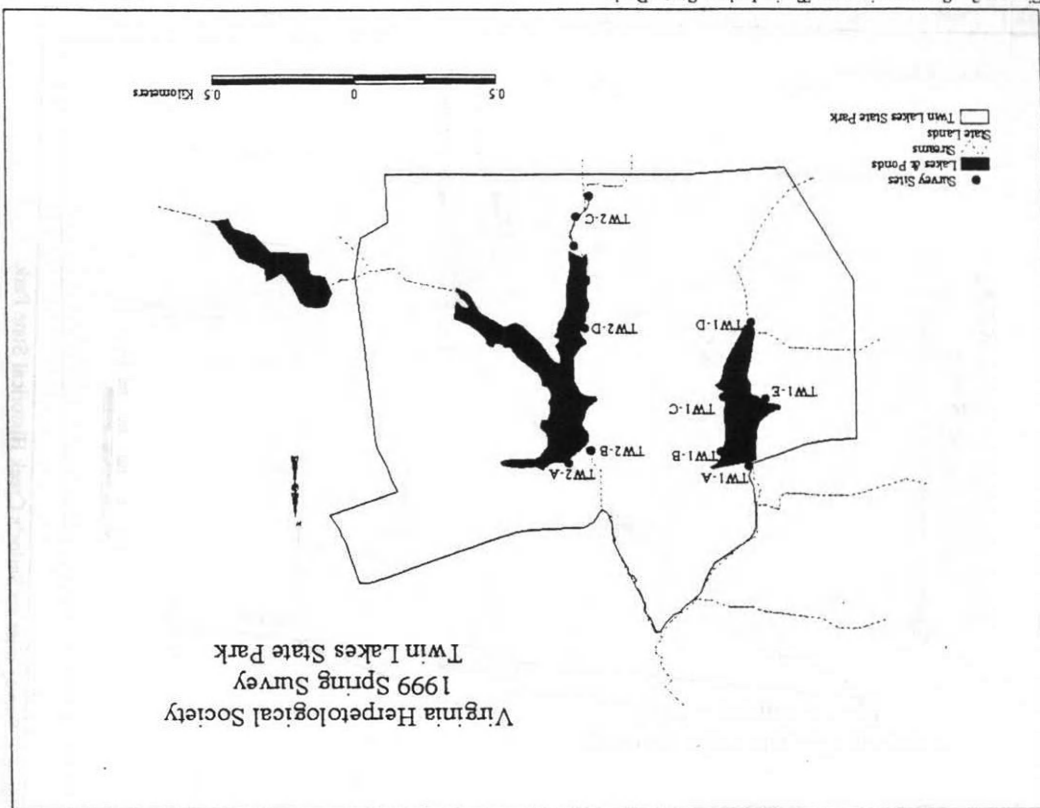 Virginia Herpetological Society
1999 Spring Survey
Twin Lakes State Park
N
TW2-A
TW2-B
TW1-A
TW1-B
TW1-C
TW1-E
TW2-D
TW1-D
TW2-C
Survey Sites
Lakes & Ponds
Streams
State Lands
Twin Lakes State Park
0.5 0 0.5 Kilometers